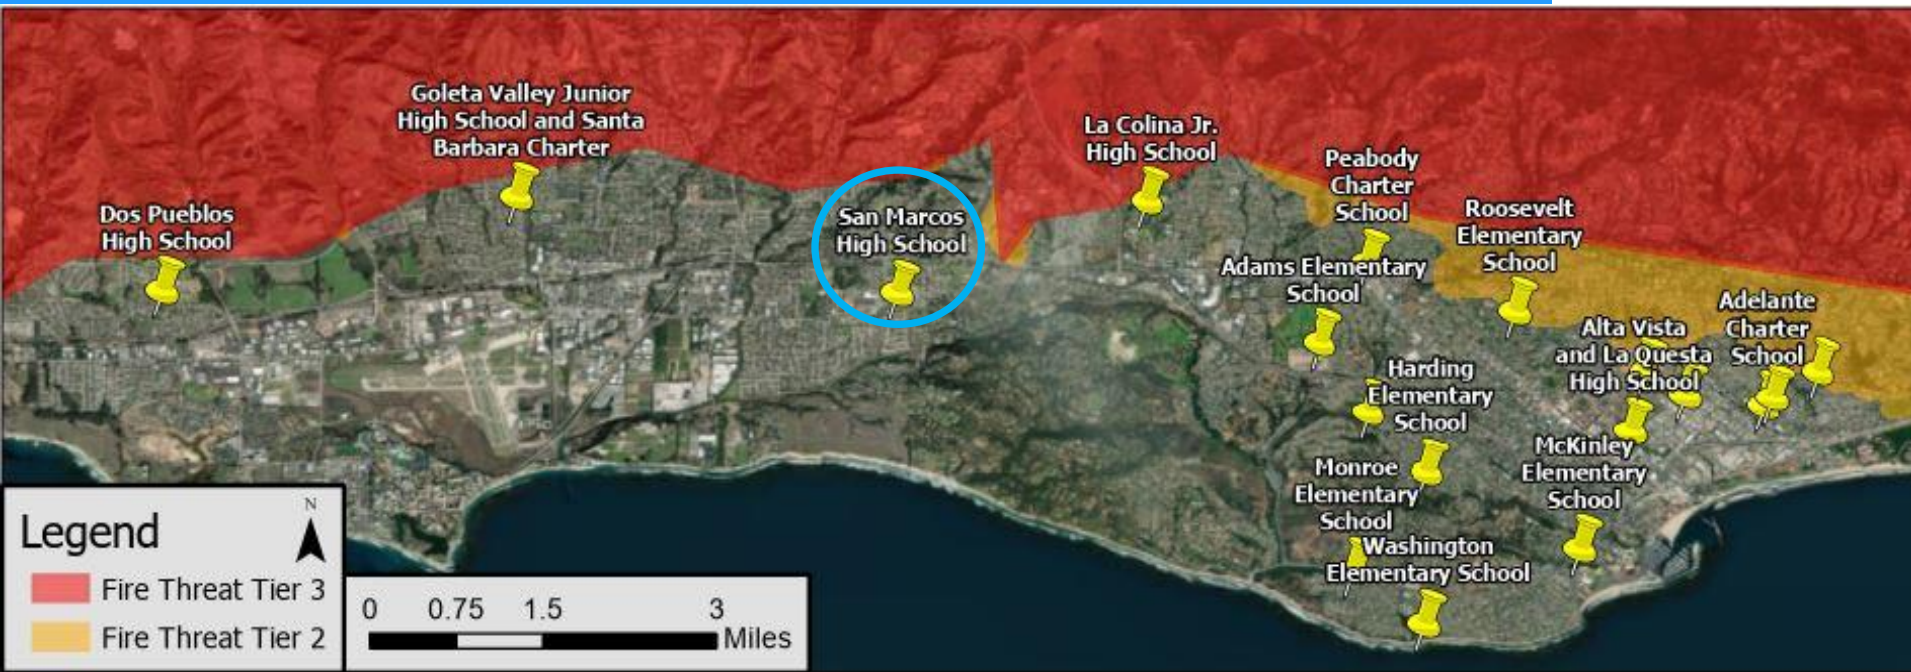 Goleta Valley Junior
High School and Santa
Barbara Charter
La Colina Jr.
High School
Peabody
Charter
School
Dos Pueblos
High School
San Marcos
High School
Roosevelt
Elementary
School
Adams Elementary
School
Adelante
Charter
School
Alta Vista
and La Questa
High School
Harding
Elementary
School
McKinley
Elementary
School
Monroe
Elementary
School
Washington
Elementary School
Legend
N
Fire Threat Tier 3
Fire Threat Tier 2
0 0.75 1.5 3
Miles